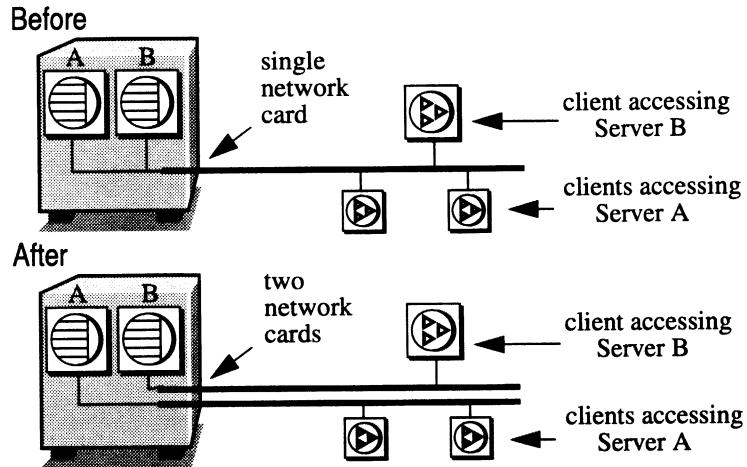 Before
A B
single
network
card
client accessing
Server B
clients accessing
Server A
After
A B
two
network
cards
client accessing
Server B
clients accessing
Server A